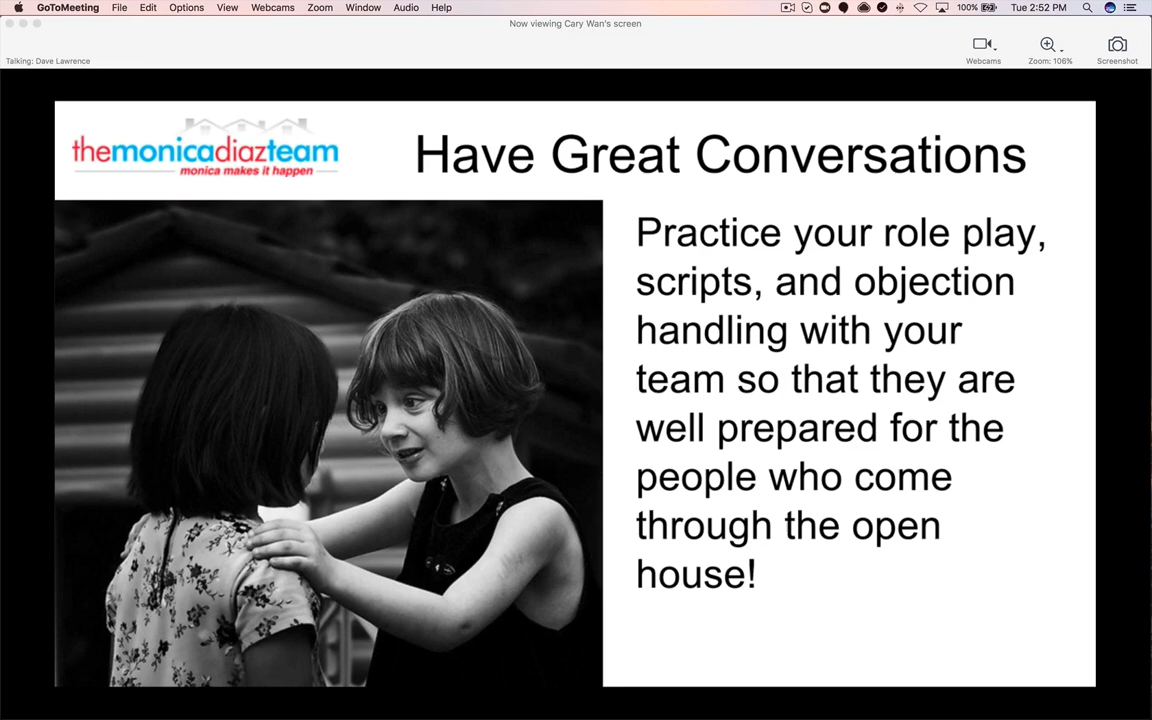 GoToMeeting File Edit Options View Webcams Zoom Window Audio Help 100% Tue 2:52 PM
Now viewing Cary Wan's screen
Talking: Dave Lawrence
Webcams Zoom: 106% Screenshot
themonicadiazteam
monica makes it happen
Have Great Conversations
Practice your role play,
scripts, and objection
handling with your
team so that they are
well prepared for the
people who come
through the open
house!